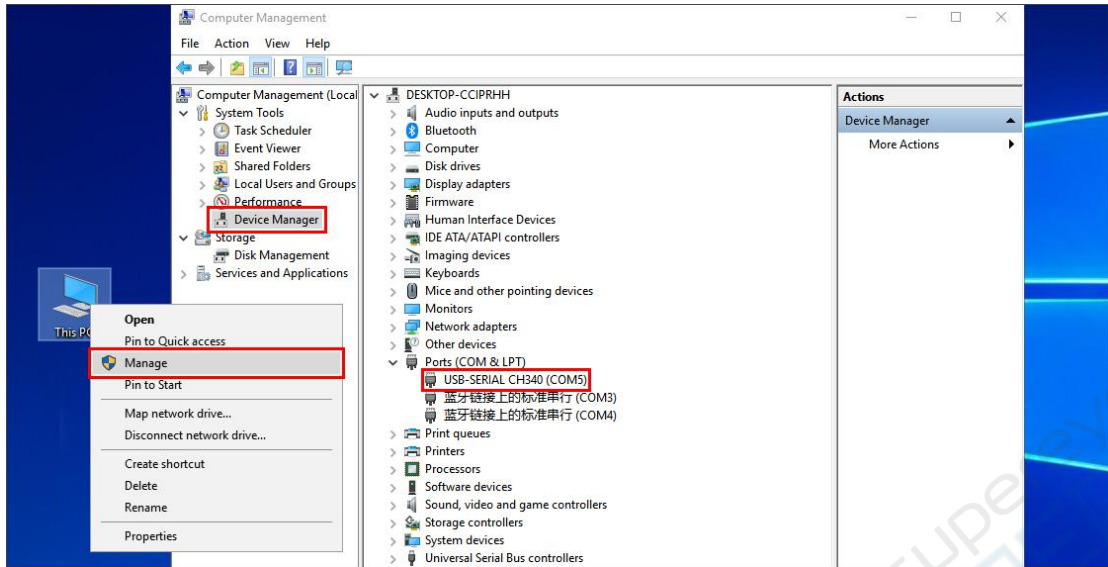 Computer Management
File Action View Help
Computer Management (Local
System Tools
Task Scheduler
Event Viewer
Shared Folders
Local Users and Groups
Performance
Device Manager
Storage
Disk Management
Services and Applications
DESKTOP-CCIPRHH
Audio inputs and outputs
Bluetooth
Computer
Disk drives
Display adapters
Firmware
Human Interface Devices
IDE ATA/ATAPI controllers
Imaging devices
Keyboards
Mice and other pointing devices
Monitors
Network adapters
Other devices
Ports (COM & LPT)
USB-SERIAL CH340 (COM5)
蓝牙链接上的标准串行 (COM3)
蓝牙链接上的标准串行 (COM4)
Print queues
Printers
Processors
Software devices
Sound, video and game controllers
Storage controllers
System devices
Universal Serial Bus controllers
Actions
Device Manager
More Actions
This PC
Open
Pin to Quick access
Manage
Pin to Start
Map network drive...
Disconnect network drive...
Create shortcut
Delete
Rename
Properties